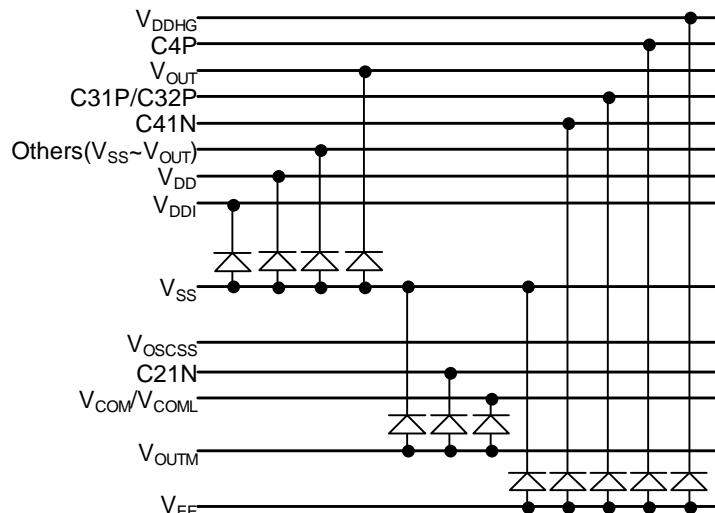 VDDHG
C4P
VOUT
C31P/C32P
C41N
Others(VSS~VOUT)
VDD
VDDI
VSS
VOSCSS
C21N
VCOM/VCOML
VOUTM
VEE